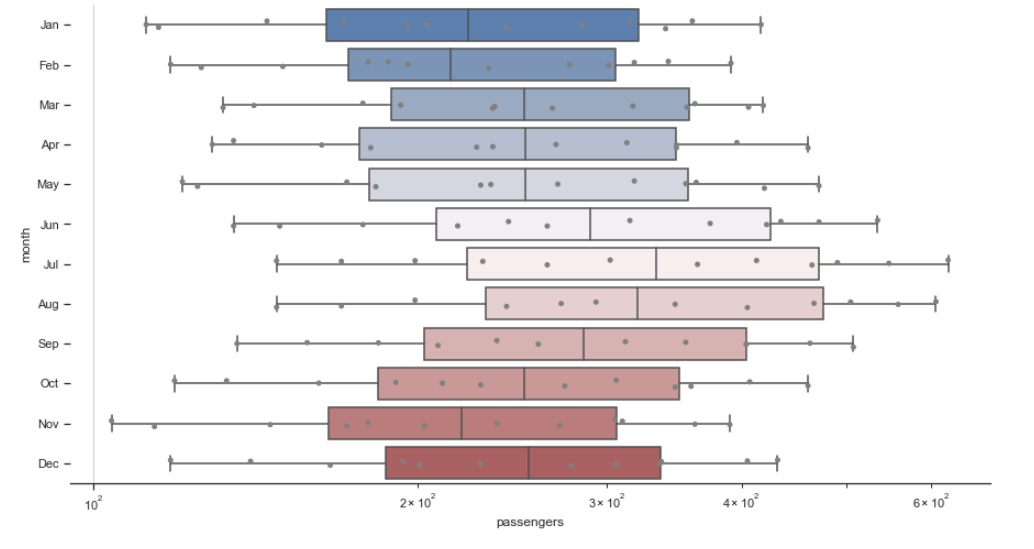 Jan
Feb
Mar
Apr
May
Jun
month
Jul
Aug
Sep
Oct
Nov
Dec
10²
2 × 10²
3 × 10²
4 × 10²
6 × 10²
passengers